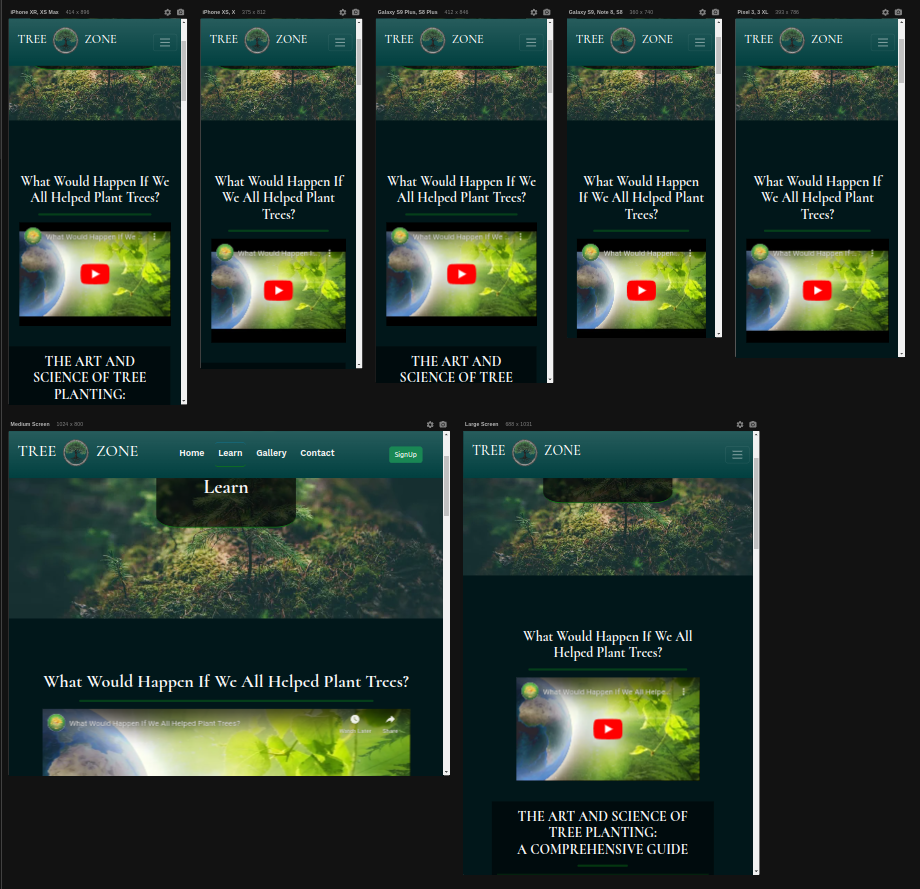 iPhone XR, XS Max 414 x 896
TREE ZONE
What Would Happen If We
All Helped Plant Trees?
What Would Happen If We
THE ART AND
SCIENCE OF TREE
PLANTING:
iPhone XS, X 375 x 812
TREE ZONE
What Would Happen If
We All Helped Plant
Trees?
What Would Happen I
Galaxy S9 Plus, S8 Plus 412 x 846
TREE ZONE
What Would Happen If We
All Helped Plant Trees?
What Would Happen If We
THE ART AND
SCIENCE OF TREE
Galaxy S9, Note 8, S8 360 x 740
TREE ZONE
What Would Happen
If We All Helped Plant
Trees?
What Would Happen
Pixel 3, 3 XL 393 x 786
TREE ZONE
What Would Happen If
We All Helped Plant
Trees?
What Would Happen If
Medium Screen 1024 x 800
TREE ZONE Home Learn Gallery Contact SignUp
Learn
What Would Happen If We All Helped Plant Trees?
What Would Happen If We All Helped Plant Trees?
Watch Later Share
Large Screen
TREE ZONE
What Would Happen If We All
Helped Plant Trees?
What Would Happen If We All Helpe...
THE ART AND SCIENCE OF
TREE PLANTING:
A COMPREHENSIVE GUIDE